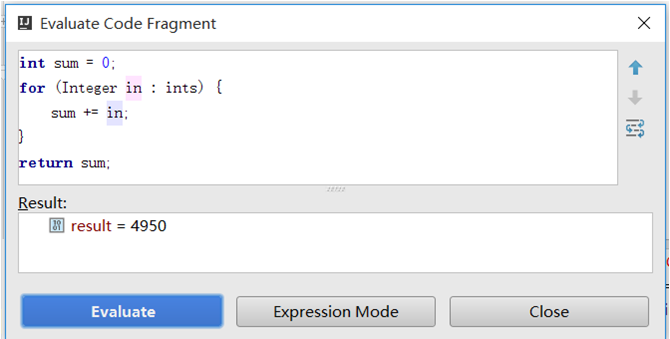 IJ Evaluate Code Fragment
int sum = 0;
for (Integer in : ints) {
sum += in;
}
return sum;
Result:
result = 4950
Evaluate
Expression Mode
Close